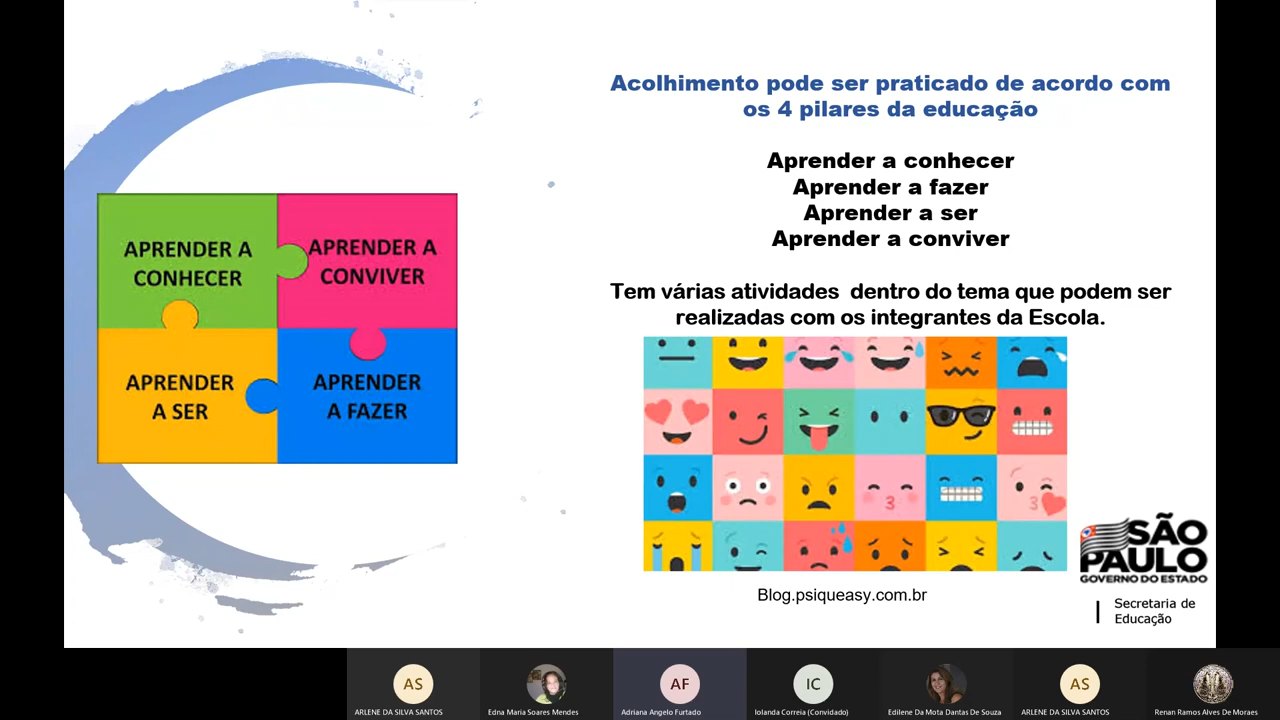 Acolhimento pode ser praticado de acordo com
os 4 pilares da educação
Aprender a conhecer
Aprender a fazer
Aprender a ser
Aprender a conviver
Tem várias atividades dentro do tema que podem ser
realizadas com os integrantes da Escola.
APRENDER A
CONHECER
APRENDER A
CONVIVER
APRENDER
A SER
APRENDER
A FAZER
Blog.psiqueasy.com.br
SÃO
PAULO
GOVERNO DO ESTADO
Secretaria de
Educação
AS
ARLENE DA SILVA SANTOS
Edna Maria Soares Mendes
AF
Adriana Angelo Furtado
IC
Iolanda Correia (Convidado)
Edilene Da Mota Dantas De Souza
AS
ARLENE DA SILVA SANTOS
Renan Ramos Alves De Moraes